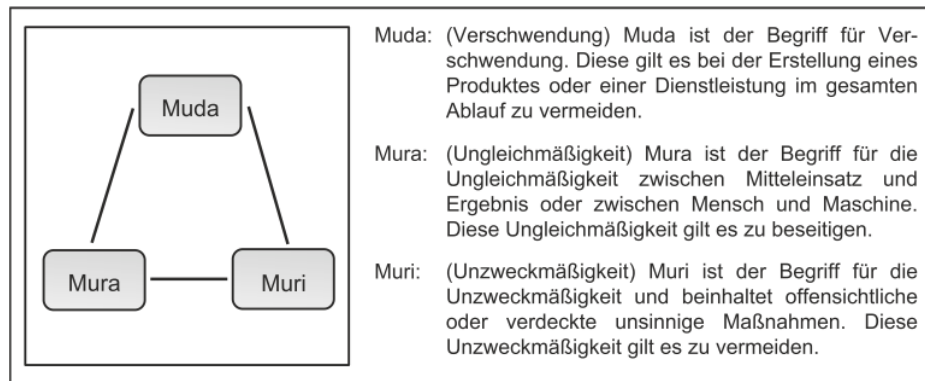 Muda
Mura
Muri
Muda: (Verschwendung) Muda ist der Begriff für Ver-
schwendung. Diese gilt es bei der Erstellung eines
Produktes oder einer Dienstleistung im gesamten
Ablauf zu vermeiden.
Mura: (Ungleichmäßigkeit) Mura ist der Begriff für die
Ungleichmäßigkeit zwischen Mitteleinsatz und
Ergebnis oder zwischen Mensch und Maschine.
Diese Ungleichmäßigkeit gilt es zu beseitigen.
Muri: (Unzweckmäßigkeit) Muri ist der Begriff für die
Unzweckmäßigkeit und beinhaltet offensichtliche
oder verdeckte unsinnige Maßnahmen. Diese
Unzweckmäßigkeit gilt es zu vermeiden.